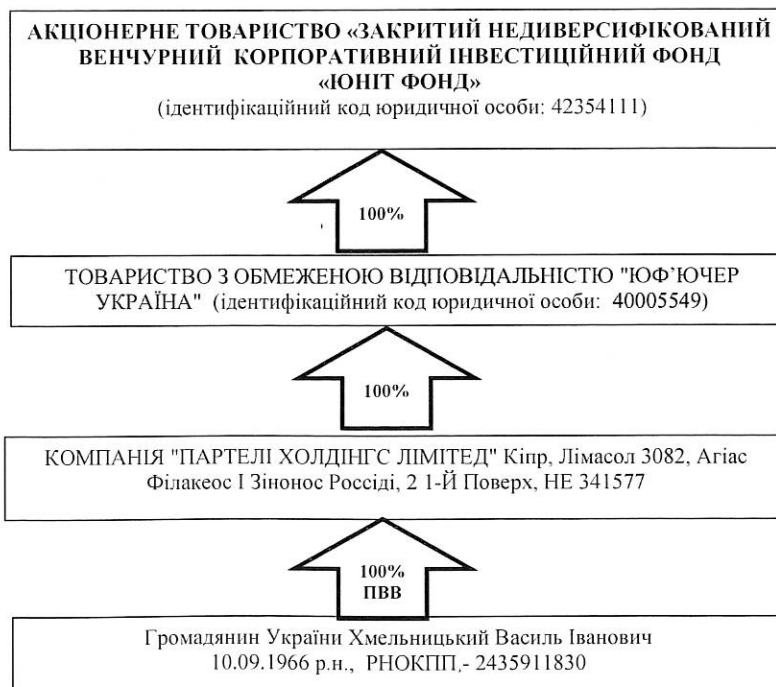 АКЦІОНЕРНЕ ТОВАРИСТВО «ЗАКРИТИЙ НЕДИВЕРСИФІКОВАНИЙ
ВЕНЧУРНИЙ КОРПОРАТИВНИЙ ІНВЕСТИЦІЙНИЙ ФОНД
«ЮНІТ ФОНД»
(ідентифікаційний код юридичної особи: 42354111)
100%
ТОВАРИСТВО З ОБМЕЖЕНОЮ ВІДПОВІДАЛЬНІСТЮ "ЮФ'ЮЧЕР
УКРАЇНА" (ідентифікаційний код юридичної особи: 40005549)
100%
КОМПАНІЯ "ПАРТЕЛІ ХОЛДІНГС ЛІМІТЕД" Кіпр, Лімасол 3082, Агіас
Філакеос І Зінонос Россіді, 2 1-Й Поверх, НЕ 341577
100%
ПВВ
Громадянин України Хмельницький Василь Іванович
10.09.1966 р.н., РНОКПП,- 2435911830